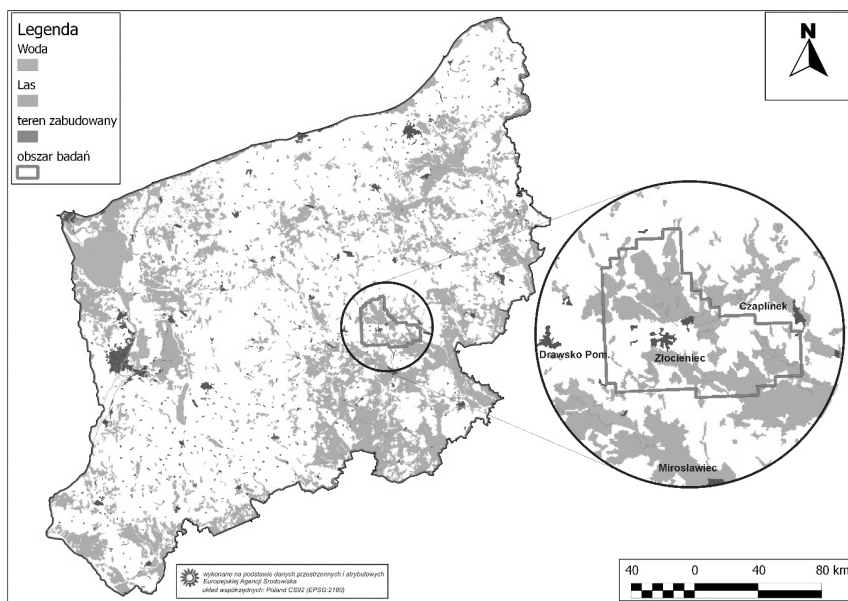 Legenda
Woda
Las
teren zabudowany
obszar badań
N
Czaplinek
Drawsko Pom.
Złocieniec
Mirosławiec
wykonano na podstawie danych przestrzennych i atrybutowych
Europejskiej Agencji Środowiska
układ współrzędnych: Poland CS92 (EPSG:2180)
40 0 40 80 km